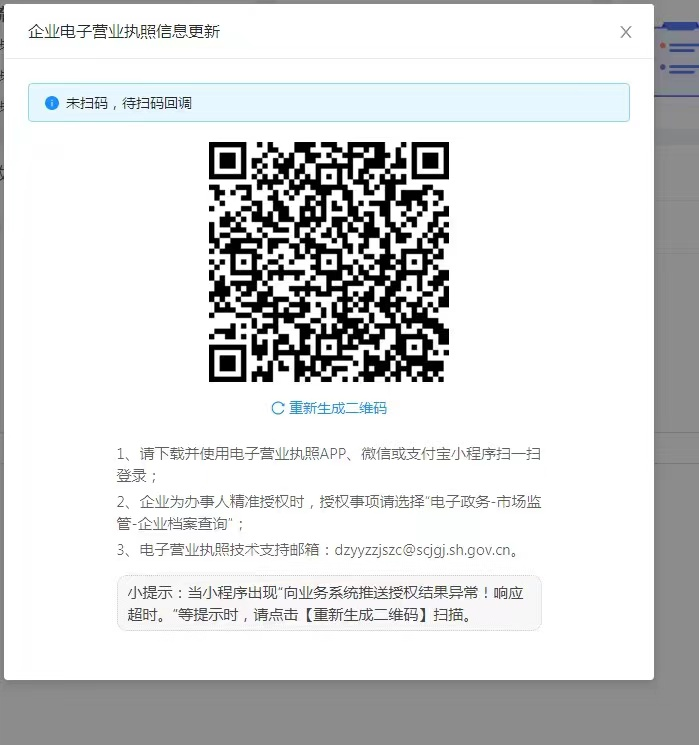 企业电子营业执照信息更新
未扫码，待扫码回调
重新生成二维码
1、请下载并使用电子营业执照APP、微信或支付宝小程序扫一扫
登录；
2、企业为办事人精准授权时，授权事项请选择“电子政务-市场监
管-企业档案查询”；
3、电子营业执照技术支持邮箱：dzyyzzjszc@scjgj.sh.gov.cn。
小提示：当小程序出现“向业务系统推送授权结果异常！响应
超时。”等提示时，请点击【重新生成二维码】扫描。